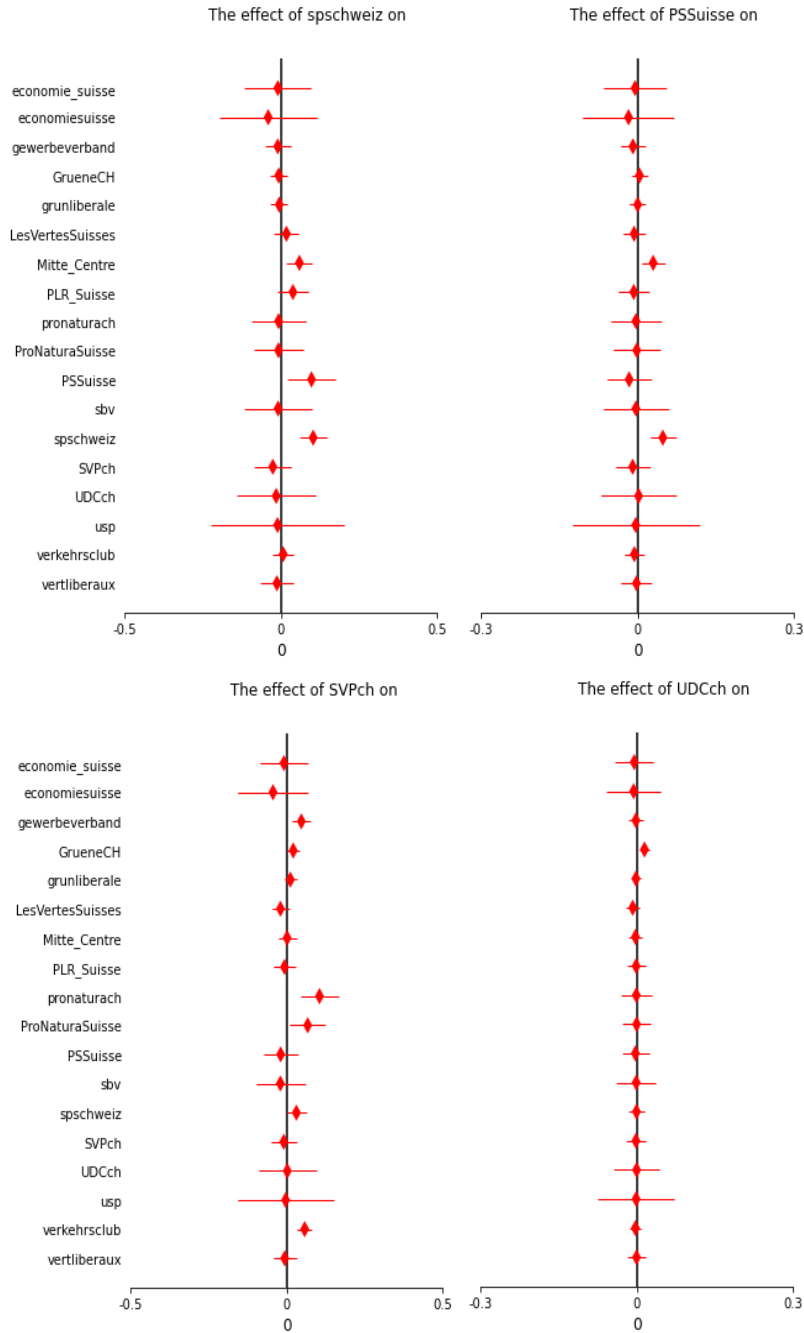 The effect of spschweiz on
The effect of PSSuisse on
economie_suisse
economiesuisse
gewerbeverband
GrueneCH
grunliberale
LesVertesSuisses
Mitte_Centre
PLR_Suisse
pronaturach
ProNaturaSuisse
PSSuisse
sbv
spschweiz
SVPch
UDCch
usp
verkehrsclub
vertliberaux
-0.5 0 0.5 -0.3 0 0.3
0 0
The effect of SVPch on
The effect of UDCch on
economie_suisse
economiesuisse
gewerbeverband
GrueneCH
grunliberale
LesVertesSuisses
Mitte_Centre
PLR_Suisse
pronaturach
ProNaturaSuisse
PSSuisse
sbv
spschweiz
SVPch
UDCch
usp
verkehrsclub
vertliberaux
-0.5 0 0.5 -0.3 0 0.3
0 0